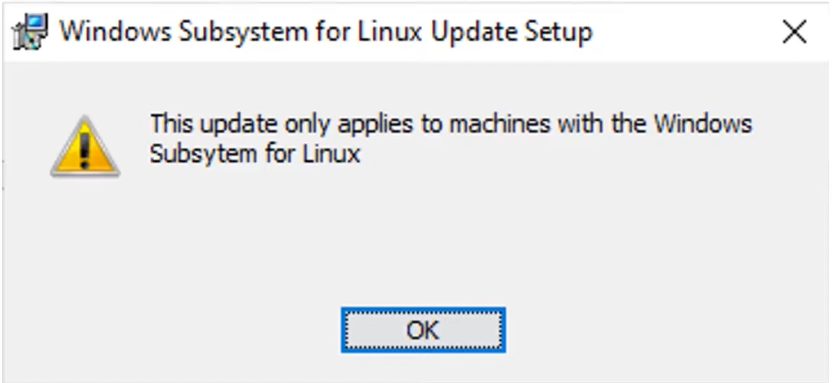 Windows Subsystem for Linux Update Setup
This update only applies to machines with the Windows
Subsytem for Linux
OK